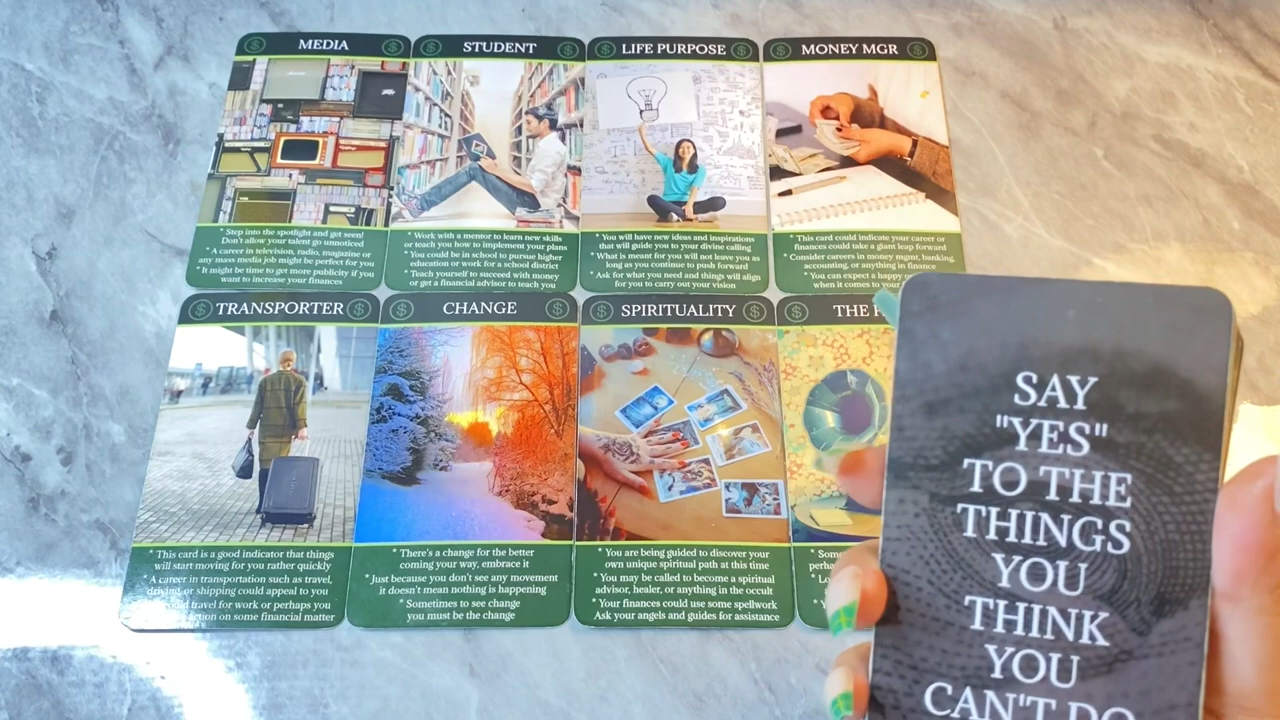 MEDIA
* Step into the spotlight and get seen!
Don't allow your talent go unnoticed
* A career in television, radio, magazine or
any mass media job might be perfect for you
* It might be time to get more publicity if you
want to increase your finances
STUDENT
* Work with a mentor to learn new skills
or teach you how to implement your plans
* You could be in school to pursue higher
education or work for a school district
* Teach yourself to succeed with money
or get a financial advisor to teach you
LIFE PURPOSE
* You will have new ideas and inspirations
that will guide you to your divine calling
* What is meant for you will not leave you as
long as you continue to push forward
* Ask for what you need and things will align
for you to carry out your vision
MONEY MGR
* This card could indicate your career or
finances could take a giant leap forward
* Consider careers in money mgmt, banking,
accounting, or anything in finance
* You can expect a happy
when it comes to your
TRANSPORTER
* This card is a good indicator that things
will start moving for you rather quickly
* A career in transportation such as travel,
driving, or shipping could appeal to you
travel for work or perhaps you
on some financial matter
CHANGE
* There's a change for the better
coming your way, embrace it
* Just because you don't see any movement
it doesn't mean nothing is happening
* Sometimes to see change
you must be the change
SPIRITUALITY
* You are being guided to discover your
own unique spiritual path at this time
* You may be called to become a spiritual
advisor, healer, or anything in the occult
* Your finances could use some spellwork
Ask your angels and guides for assistance
THE
SAY
"YES"
TO THE
THINGS
YOU
THINK
YOU
CAN'T DO